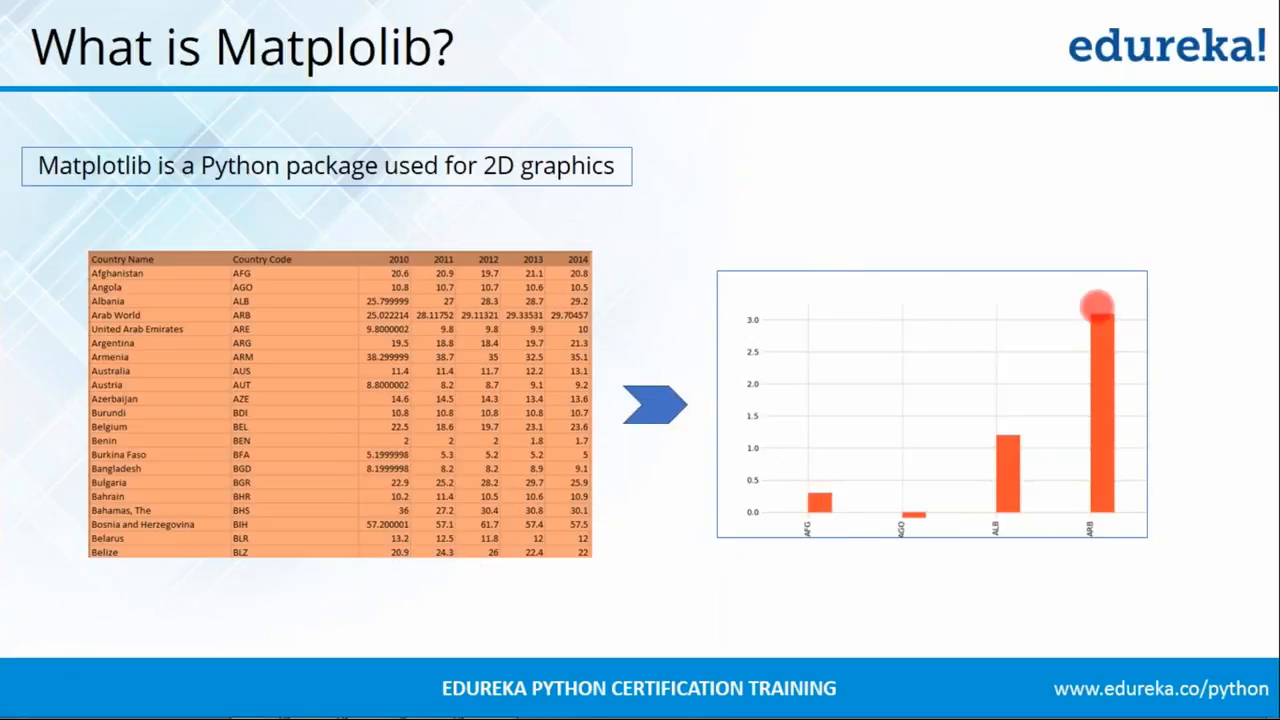 What is Matplolib?
edureka!
Matplotlib is a Python package used for 2D graphics
Country Name Country Code 2010 2011 2012 2013 2014
Afghanistan AFG 20.6 20.9 19.7 21.1 20.8
Angola AGO 10.8 10.7 10.7 10.6 10.5
Albania ALB 25.799999 27 28.3 28.7 29.2
Arab World ARB 25.022214 28.11752 29.11321 29.33531 29.70457
United Arab Emirates ARE 9.8000002 9.8 9.8 9.9 10
Argentina ARG 19.5 18.8 18.4 19.7 21.3
Armenia ARM 38.299999 38.7 35 32.5 35.1
Australia AUS 11.4 11.4 11.7 12.2 13.1
Austria AUT 8.8000002 8.2 8.7 9.1 9.2
Azerbaijan AZE 14.6 14.5 14.3 13.4 13.6
Burundi BDI 10.8 10.8 10.8 10.8 10.7
Belgium BEL 22.5 18.6 19.7 23.1 23.6
Benin BEN 2 2 2 1.8 1.7
Burkina Faso BFA 5.1999998 5.3 5.2 5.2 5
Bangladesh BGD 8.1999998 8.2 8.2 8.9 9.1
Bulgaria BGR 22.9 25.2 28.2 29.7 25.9
Bahrain BHR 10.2 11.4 10.5 10.6 10.9
Bahamas, The BHS 36 27.2 30.4 30.8 30.1
Bosnia and Herzegovina BIH 57.200001 57.1 61.7 57.4 57.5
Belarus BLR 13.2 12.5 11.8 12 12
Belize BLZ 20.9 24.3 26 22.4 22
3.0
2.5
2.0
1.5
1.0
0.5
0.0
AFG AGO ALB ARB
EDUREKA PYTHON CERTIFICATION TRAINING
www.edureka.co/python